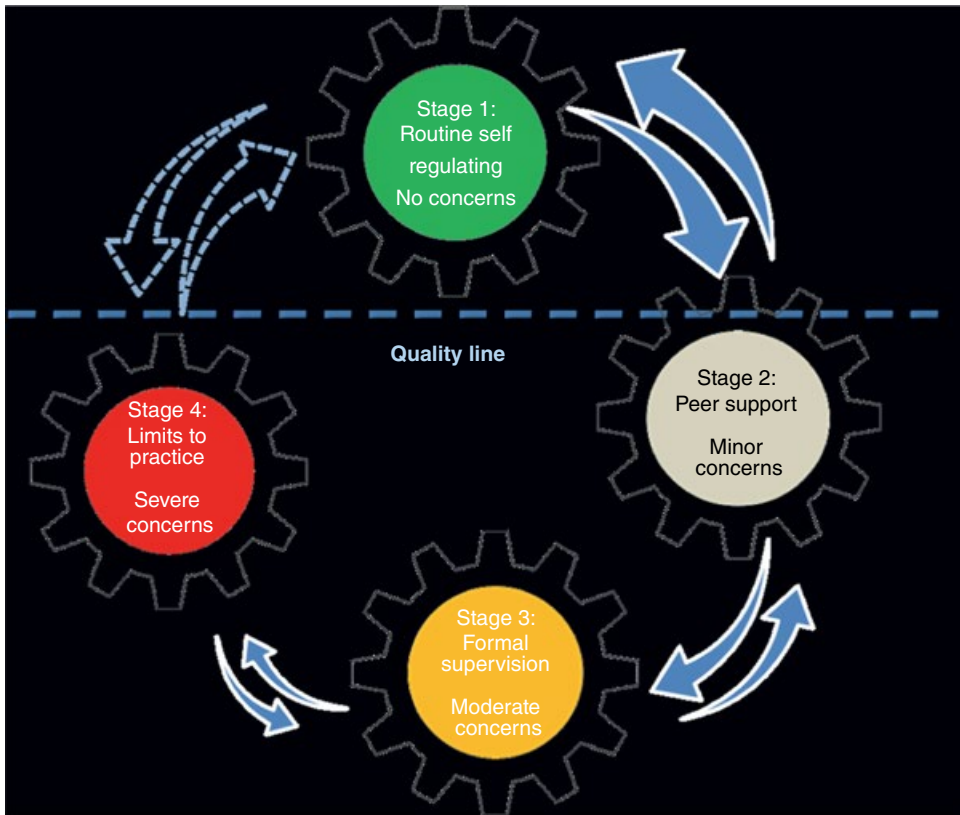 Stage 1:
Routine self
regulating
No concerns
Quality line
Stage 2:
Peer support
Minor
concerns
Stage 3:
Formal
supervision
Moderate
concerns
Stage 4:
Limits to
practice
Severe
concerns